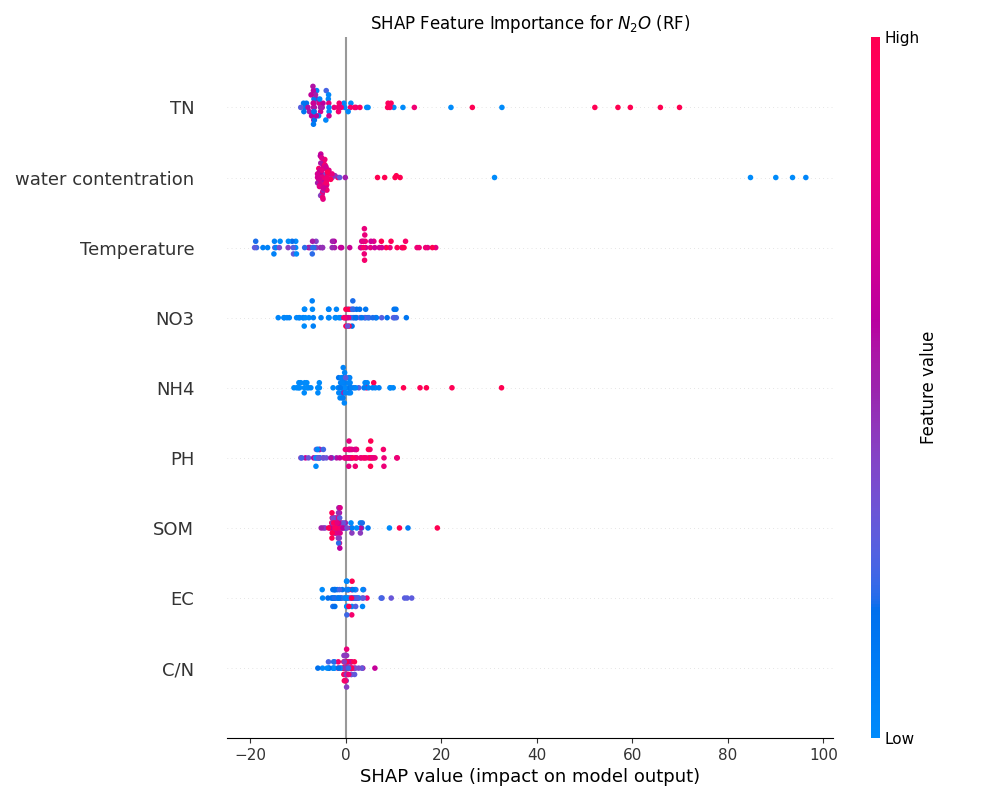 SHAP Feature Importance for $N_2O$ (RF)
High
TN
water contentration
Temperature
NO3
NH4
PH
SOM
EC
C/N
Feature value
Low
−20 0 20 40 60 80 100
SHAP value (impact on model output)